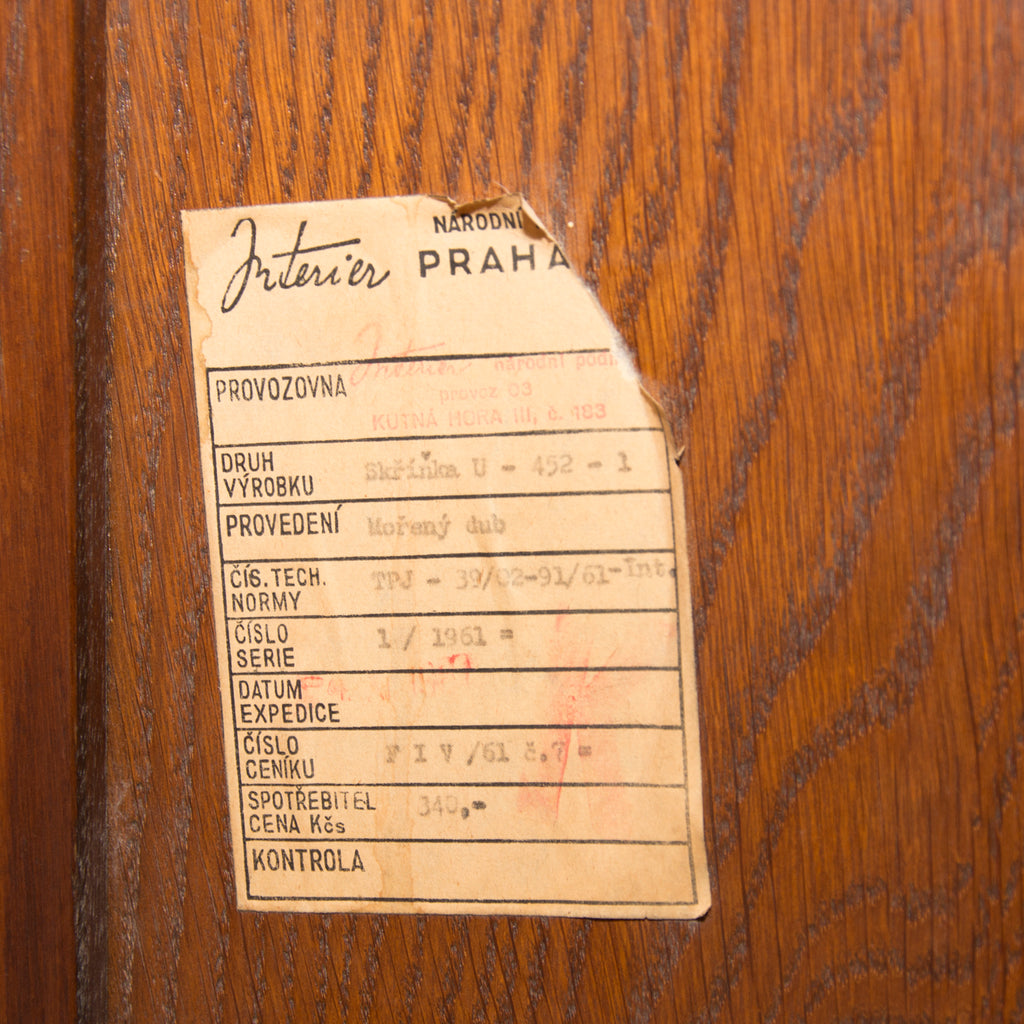 Interier NÁRODNÍ
PRAHA
Interier národní podn
provoz 03
KUTNÁ HORA III, č. 183
PROVOZOVNA
DRUH
VÝROBKU Skříňka U - 452 - 1
PROVEDENÍ Mořený dub
ČÍS. TECH.
NORMY TPJ - 39/02-91/61-Int.
ČÍSLO
SERIE 1 / 1961 =
DATUM
EXPEDICE
ČÍSLO
CENÍKU F I V /61 č.7 =
SPOTŘEBITEL
CENA Kčs 340,-
KONTROLA